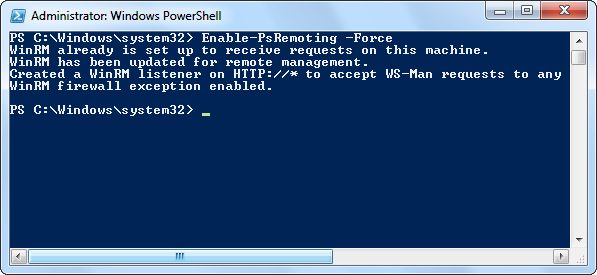 Administrator: Windows PowerShell
PS C:\Windows\system32> Enable-PsRemoting -Force
WinRM already is set up to receive requests on this machine.
WinRM has been updated for remote management.
Created a WinRM listener on HTTP://* to accept WS-Man requests to any
WinRM firewall exception enabled.
PS C:\Windows\system32> _